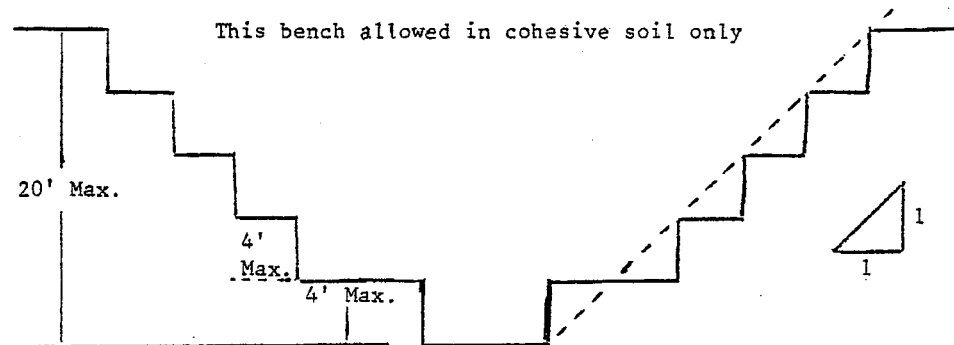 This bench allowed in cohesive soil only
20' Max.
4'
Max.
4' Max.
1
1